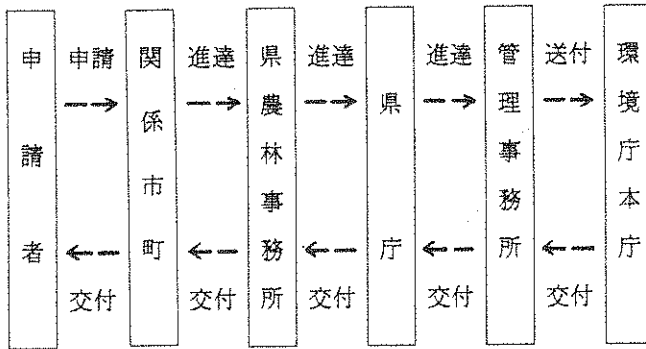 申請者
申請
交付
関係市町
進達
交付
県農林事務所
進達
交付
県庁
進達
交付
管理事務所
送付
交付
環境庁本庁